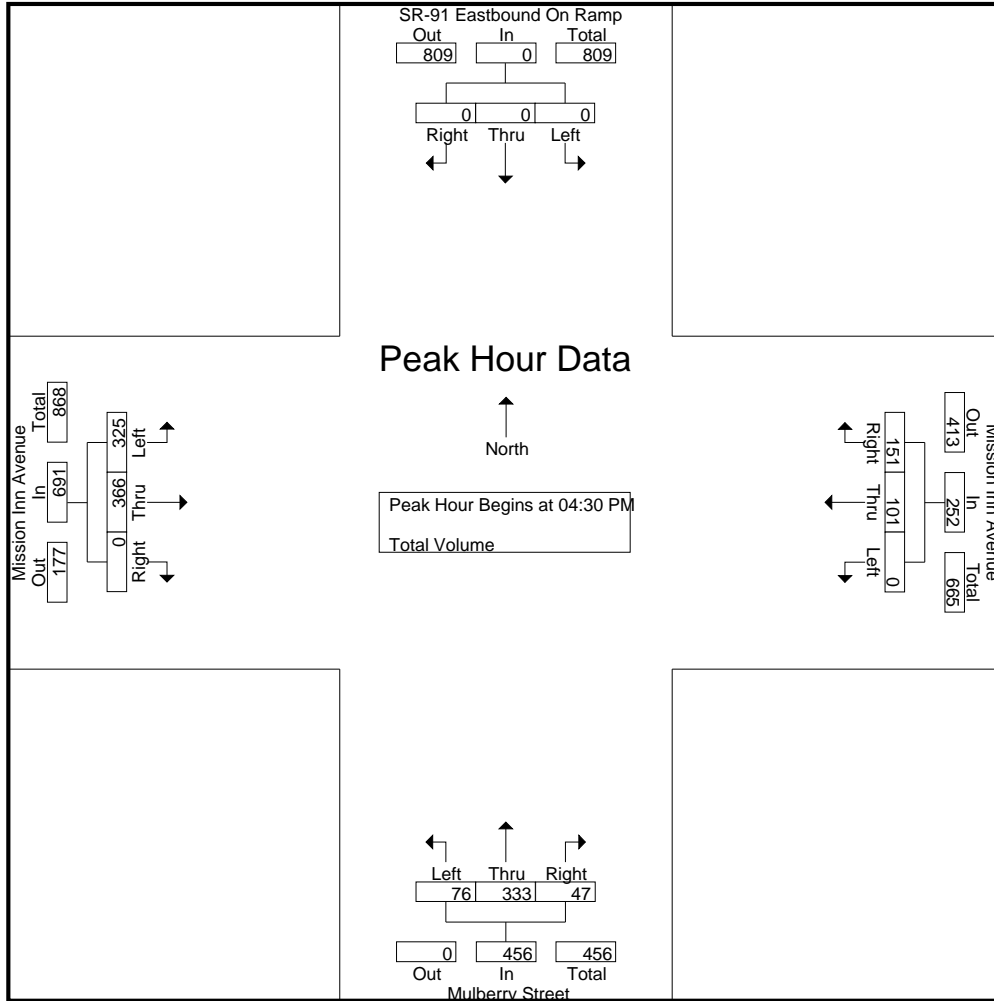 SR-91 Eastbound On Ramp
Out In Total
809 0 809
0 0 0
Right Thru Left
Peak Hour Data
North
Peak Hour Begins at 04:30 PM
Total Volume
Mission Inn Avenue
Out In Total
177 691 868
0 366 325
Right Thru Left
Mission Inn Avenue
Out In Total
413 252 665
151 101 0
Right Thru Left
Left Thru Right
76 333 47
0 456 456
Out In Total
Mulberry Street